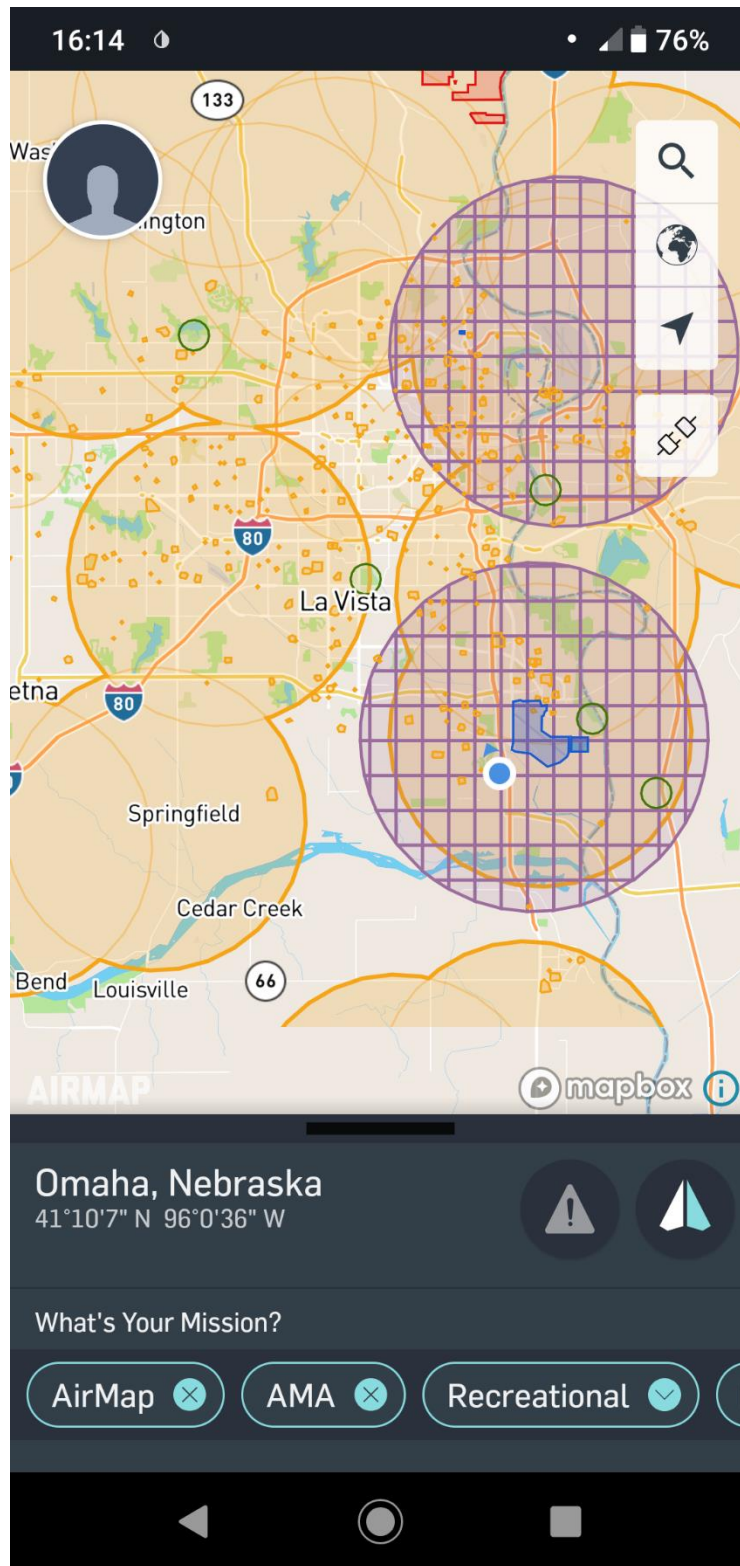 16:14
76%
133
Was
ington
80
La Vista
etna
80
Springfield
Cedar Creek
Bend
Louisville
66
AIRMAP
mapbox
Omaha, Nebraska
41°10'7" N 96°0'36" W
What's Your Mission?
AirMap
AMA
Recreational